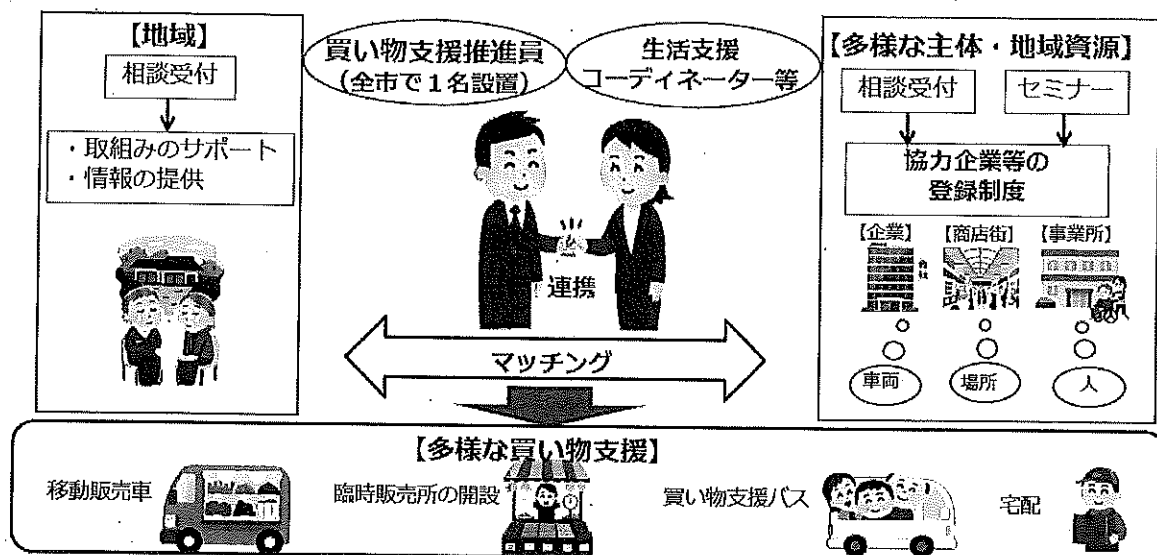 【地域】
相談受付
・取組みのサポート
・情報の提供
買い物支援推進員
(全市で1名設置)
生活支援
コーディネーター等
連携
マッチング
【多様な主体・地域資源】
相談受付
セミナー
協力企業等の
登録制度
【企業】
【商店街】
【事業所】
会社
車両
場所
人
【多様な買い物支援】
移動販売車
臨時販売所の開設
買い物支援バス
宅配